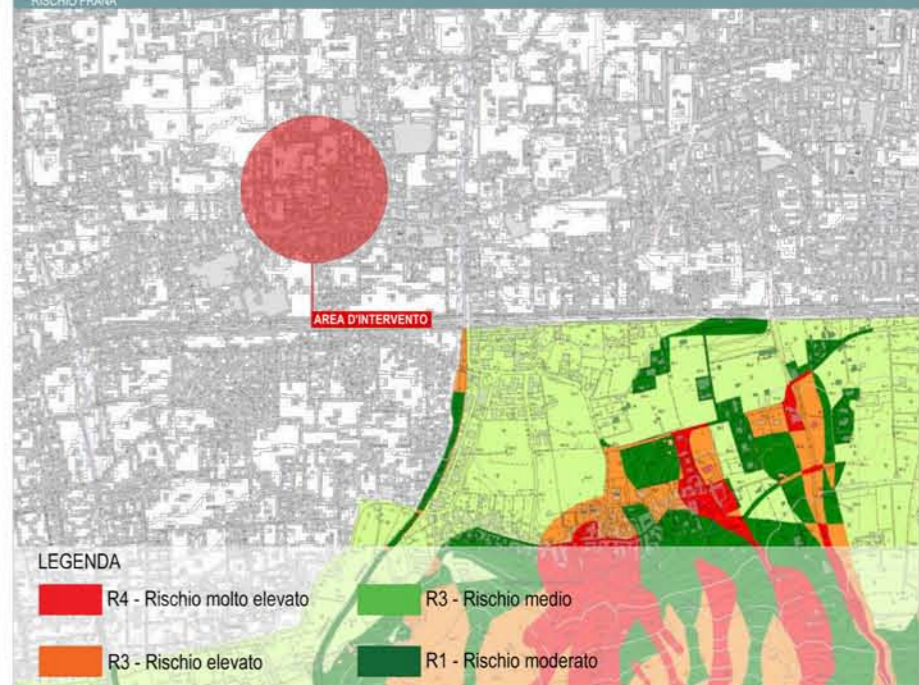 RISCHIO FRANA
AREA D'INTERVENTO
LEGENDA
R4 - Rischio molto elevato
R3 - Rischio medio
R3 - Rischio elevato
R1 - Rischio moderato